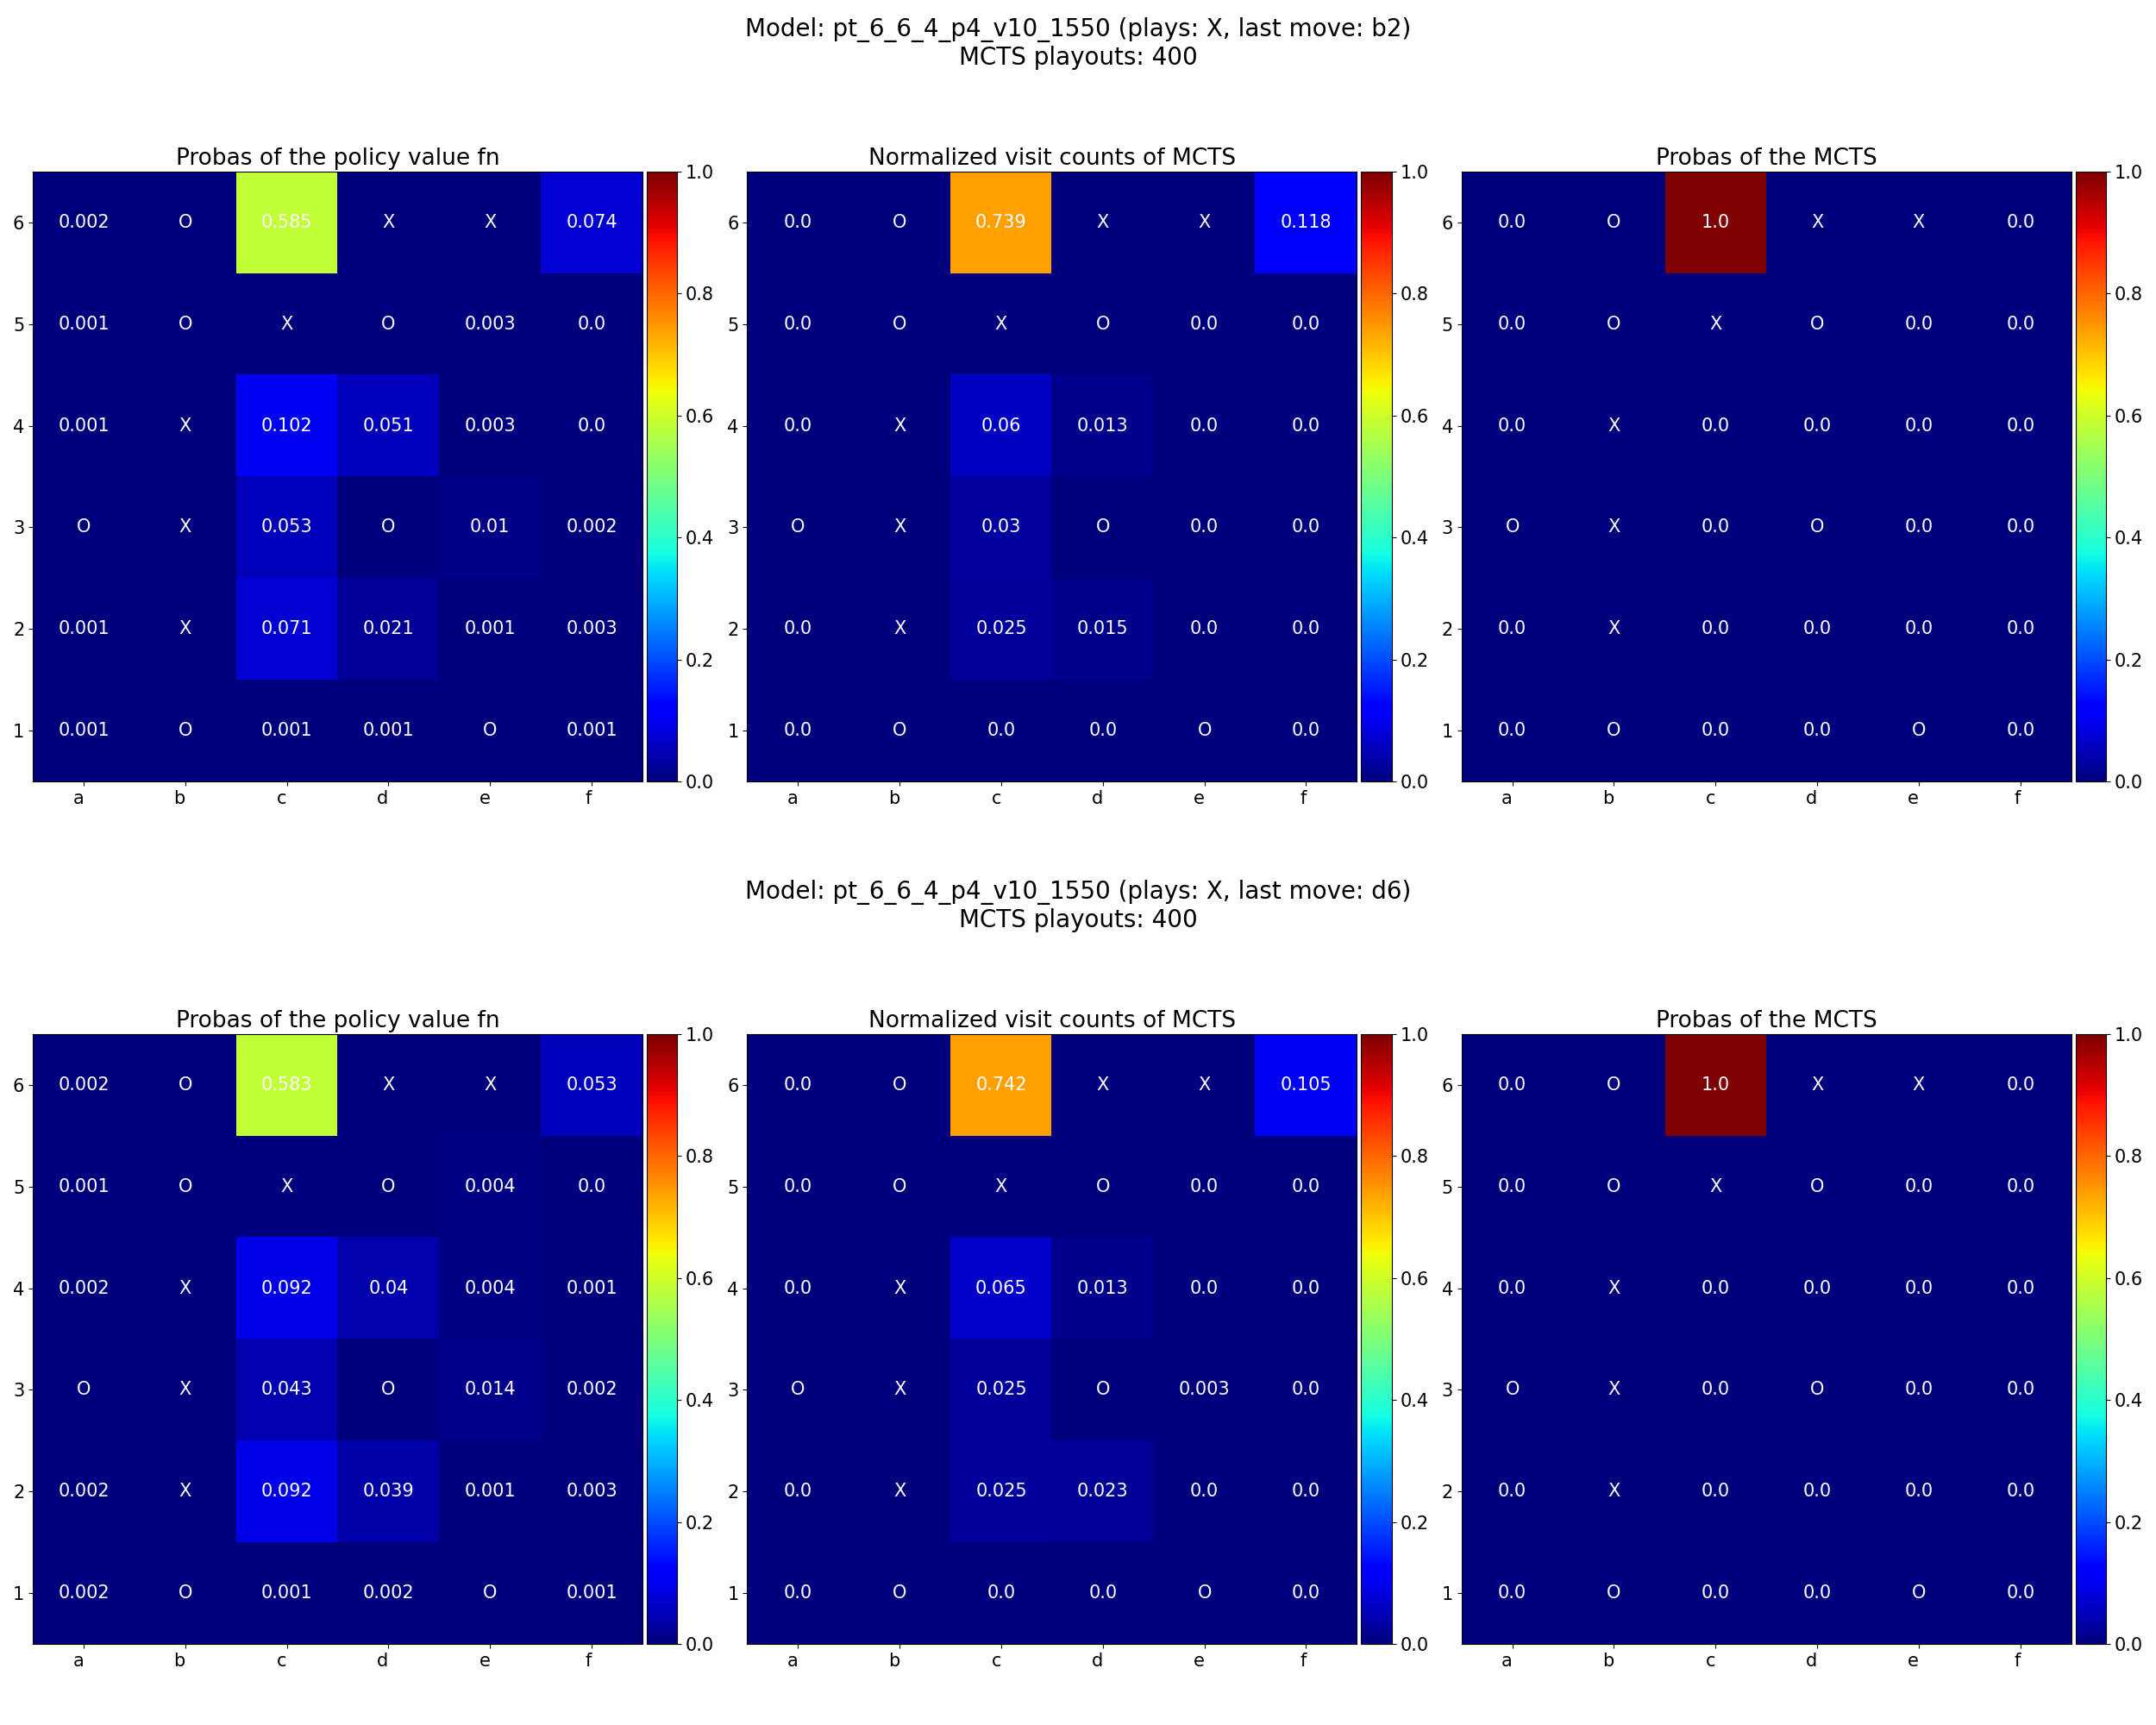 Model: pt_6_6_4_p4_v10_1550 (plays: X, last move: b2)
MCTS playouts: 400
Probas of the policy value fn
1.0
6 0.002 O 0.585 X X 0.074
0.8
5 0.001 O X O 0.003 0.0
4 0.001 X 0.102 0.051 0.003 0.0
0.6
3 O X 0.053 O 0.01 0.002
0.4
2 0.001 X 0.071 0.021 0.001 0.003
0.2
1 0.001 O 0.001 0.001 O 0.001
0.0
a b c d e f
Normalized visit counts of MCTS
1.0
6 0.0 O 0.739 X X 0.118
0.8
5 0.0 O X O 0.0 0.0
4 0.0 X 0.06 0.013 0.0 0.0
0.6
3 O X 0.03 O 0.0 0.0
0.4
2 0.0 X 0.025 0.015 0.0 0.0
0.2
1 0.0 O 0.0 0.0 O 0.0
0.0
a b c d e f
Probas of the MCTS
1.0
6 0.0 O 1.0 X X 0.0
0.8
5 0.0 O X O 0.0 0.0
4 0.0 X 0.0 0.0 0.0 0.0
0.6
3 O X 0.0 O 0.0 0.0
0.4
2 0.0 X 0.0 0.0 0.0 0.0
0.2
1 0.0 O 0.0 0.0 O 0.0
0.0
a b c d e f
Model: pt_6_6_4_p4_v10_1550 (plays: X, last move: d6)
MCTS playouts: 400
Probas of the policy value fn
1.0
6 0.002 O 0.583 X X 0.053
0.8
5 0.001 O X O 0.004 0.0
4 0.002 X 0.092 0.04 0.004 0.001
0.6
3 O X 0.043 O 0.014 0.002
0.4
2 0.002 X 0.092 0.039 0.001 0.003
0.2
1 0.002 O 0.001 0.002 O 0.001
0.0
a b c d e f
Normalized visit counts of MCTS
1.0
6 0.0 O 0.742 X X 0.105
0.8
5 0.0 O X O 0.0 0.0
4 0.0 X 0.065 0.013 0.0 0.0
0.6
3 O X 0.025 O 0.003 0.0
0.4
2 0.0 X 0.025 0.023 0.0 0.0
0.2
1 0.0 O 0.0 0.0 O 0.0
0.0
a b c d e f
Probas of the MCTS
1.0
6 0.0 O 1.0 X X 0.0
0.8
5 0.0 O X O 0.0 0.0
4 0.0 X 0.0 0.0 0.0 0.0
0.6
3 O X 0.0 O 0.0 0.0
0.4
2 0.0 X 0.0 0.0 0.0 0.0
0.2
1 0.0 O 0.0 0.0 O 0.0
0.0
a b c d e f